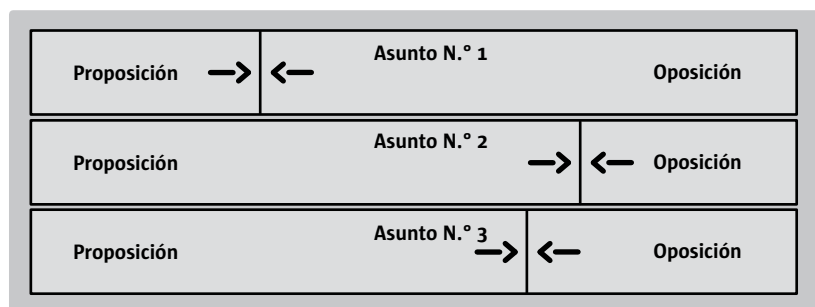 Asunto N.° 1
Proposición
Oposición
Asunto N.° 2
Proposición
Oposición
Asunto N.° 3
Proposición
Oposición